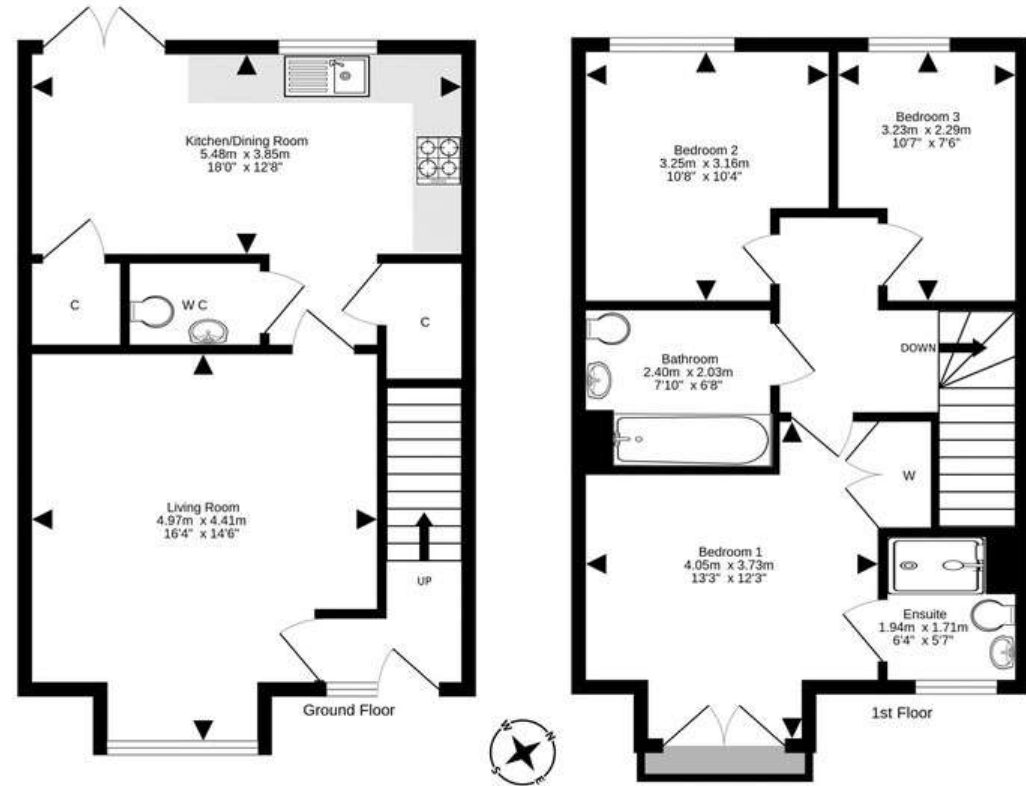 Kitchen/Dining Room
5.48m x 3.85m
18'0" x 12'8"
C
WC
C
Living Room
4.97m x 4.41m
16'4" x 14'6"
UP
Ground Floor
Bedroom 2
3.25m x 3.16m
10'8" x 10'4"
Bedroom 3
3.23m x 2.29m
10'7" x 7'6"
Bathroom
2.40m x 2.03m
7'10" x 6'8"
DOWN
W
Bedroom 1
4.05m x 3.73m
13'3" x 12'3"
Ensuite
1.94m x 1.71m
6'4" x 5'7"
1st Floor
W
N
S
E